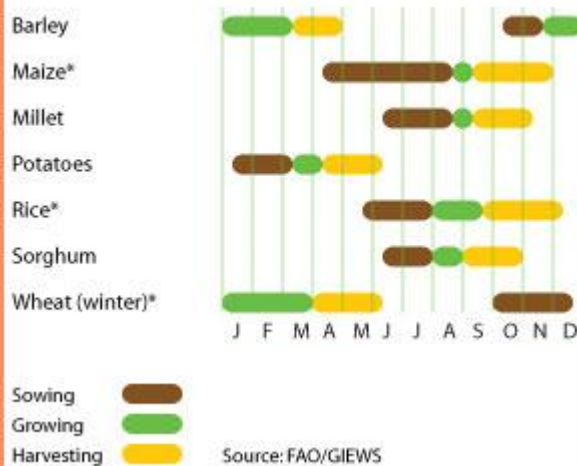 Barley
Maize*
Millet
Potatoes
Rice*
Sorghum
Wheat (winter)*
J F M A M J J A S O N D
Sowing
Growing
Harvesting Source: FAO/GIEWS